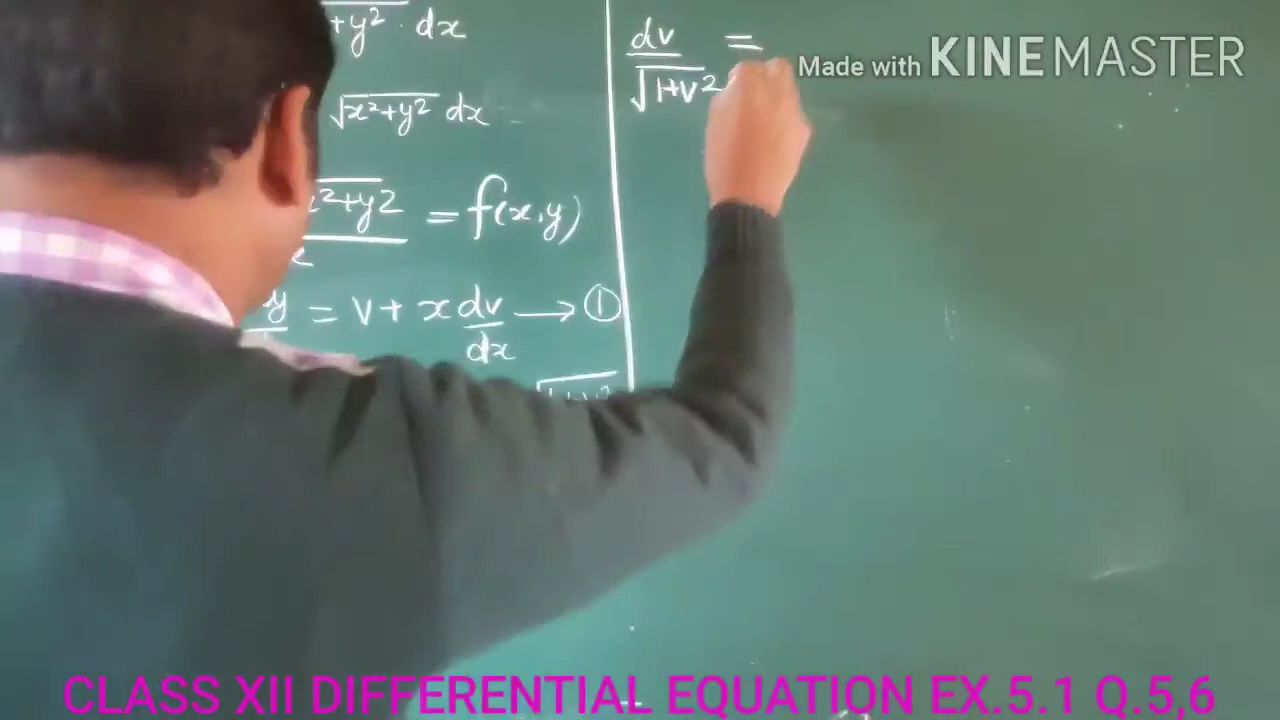 +y² · dx
√x²+y² dx
x²+y² = f(x,y)
x
y = v + x dv/dx → ①
dv/√1+v² =
Made with KINEMASTER
CLASS XII DIFFERENTIAL EQUATION EX.5.1 Q.5,6